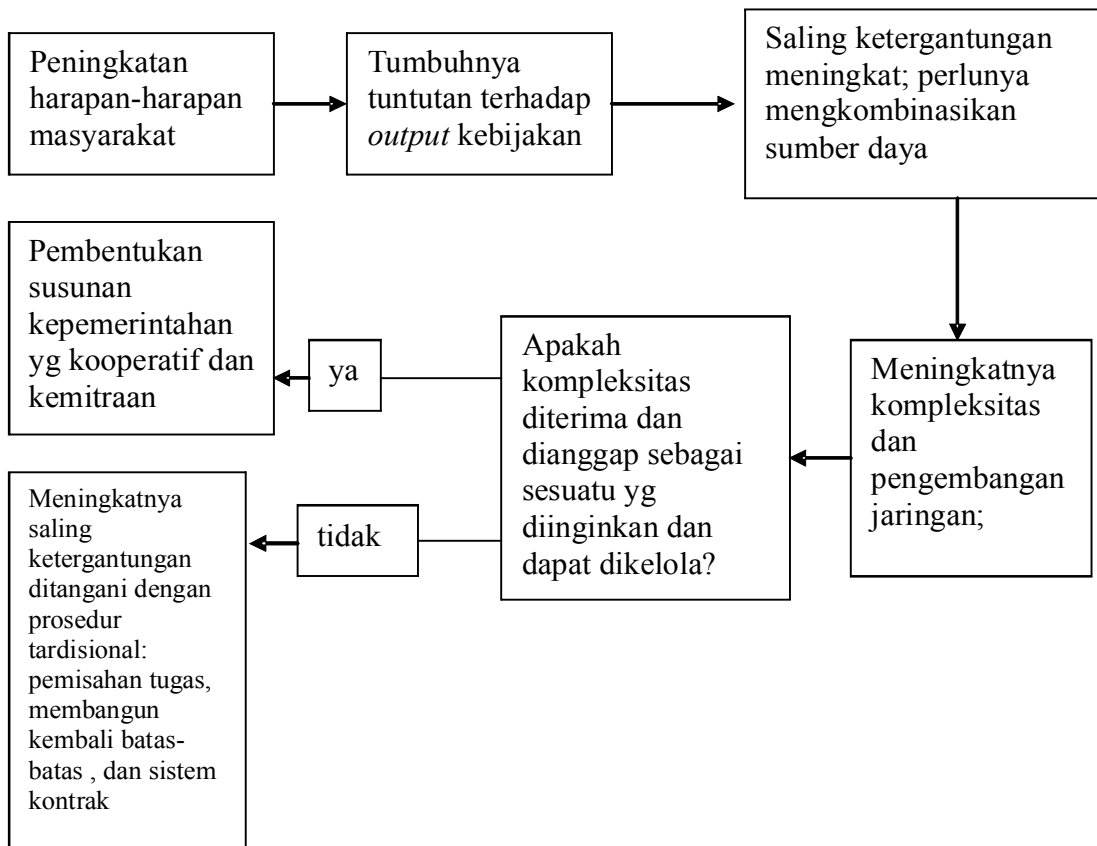 Peningkatan
harapan-harapan
masyarakat
Tumbuhnya
tuntutan terhadap
output kebijakan
Saling ketergantungan
meningkat; perlunya
mengkombinasikan
sumber daya
Meningkatnya
kompleksitas
dan
pengembangan
jaringan;
Apakah
kompleksitas
diterima dan
dianggap sebagai
sesuatu yg
diinginkan dan
dapat dikelola?
ya
Pembentukan
susunan
kepemerintahan
yg kooperatif dan
kemitraan
tidak
Meningkatnya
saling
ketergantungan
ditangani dengan
prosedur
tardisional:
pemisahan tugas,
membangun
kembali batas-
batas , dan sistem
kontrak